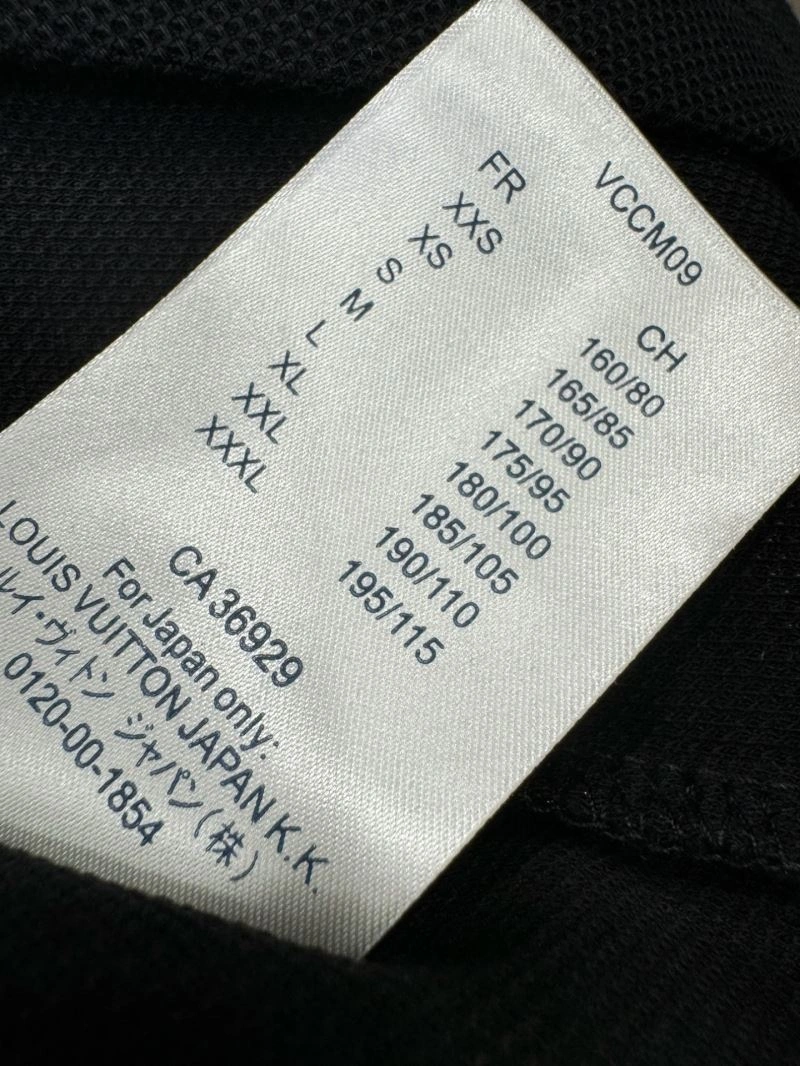 VCCM09
FR CH
XXS 160/80
XS 165/85
S 170/90
M 175/95
L 180/100
XL 185/105
XXL 190/110
XXXL 195/115
CA 36929
For Japan only:
LOUIS VUITTON JAPAN K.K.
ルイ・ヴィトン ジャパン(株)
0120-00-1854